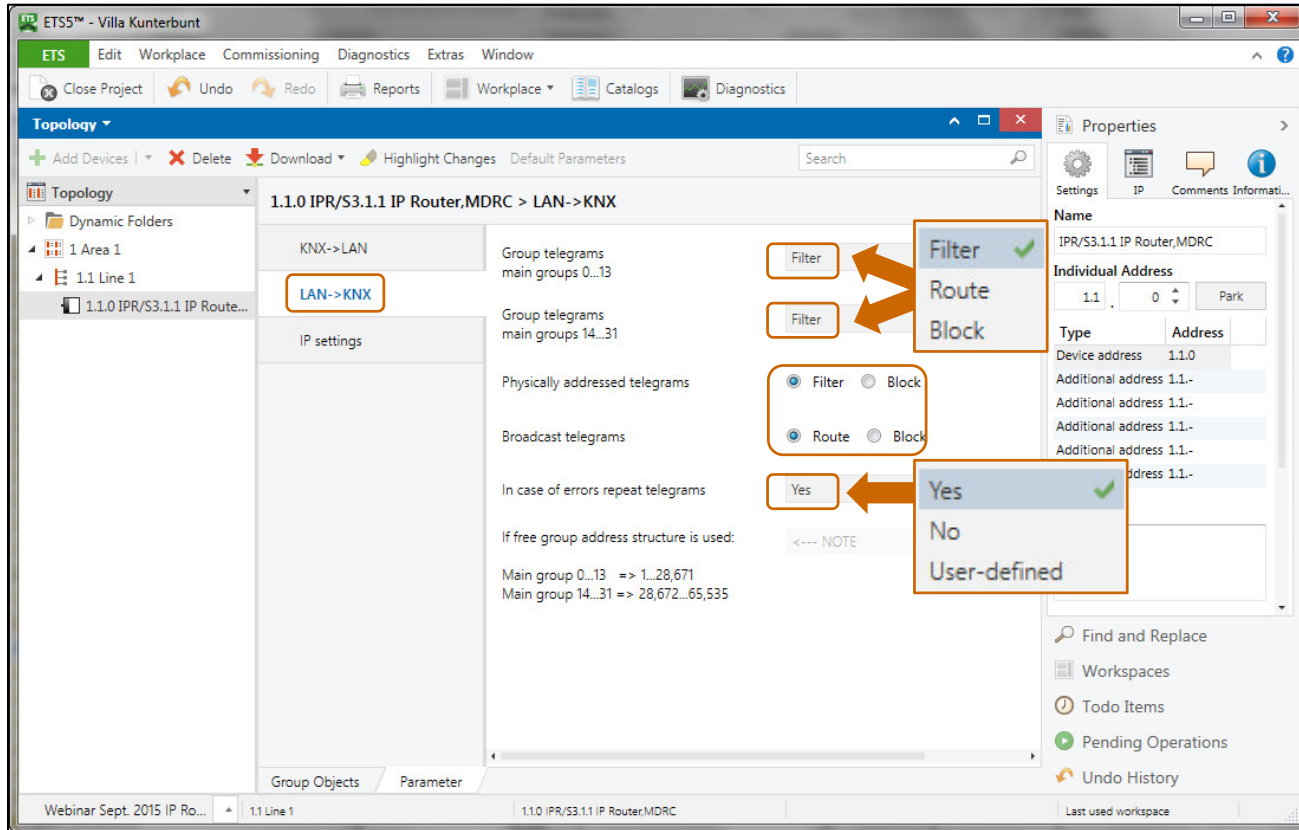 ETS5™ - Villa Kunterbunt
ETS Edit Workplace Commissioning Diagnostics Extras Window
Close Project Undo Redo Reports Workplace Catalogs Diagnostics
Topology
Add Devices Delete Download Highlight Changes Default Parameters Search
Topology
Dynamic Folders
1 Area 1
1.1 Line 1
1.1.0 IPR/S3.1.1 IP Route...
1.1.0 IPR/S3.1.1 IP Router,MDRC > LAN->KNX
KNX->LAN
LAN->KNX
IP settings
Group telegrams
main groups 0...13
Filter
Group telegrams
main groups 14...31
Filter
Filter
Route
Block
Physically addressed telegrams Filter Block
Broadcast telegrams Route Block
In case of errors repeat telegrams Yes
Yes
No
User-defined
If free group address structure is used: <--- NOTE
Main group 0...13 => 1...28,671
Main group 14...31 => 28,672...65,535
Group Objects Parameter
Properties
Settings IP Comments Informati...
Name
IPR/S3.1.1 IP Router,MDRC
Individual Address
1.1 . 0 Park
Type Address
Device address 1.1.0
Additional address 1.1.-
Additional address 1.1.-
Additional address 1.1.-
Additional address 1.1.-
ddress 1.1.-
Find and Replace
Workspaces
Todo Items
Pending Operations
Undo History
Webinar Sept. 2015 IP Ro... 1.1 Line 1 1.1.0 IPR/S3.1.1 IP Router,MDRC Last used workspace